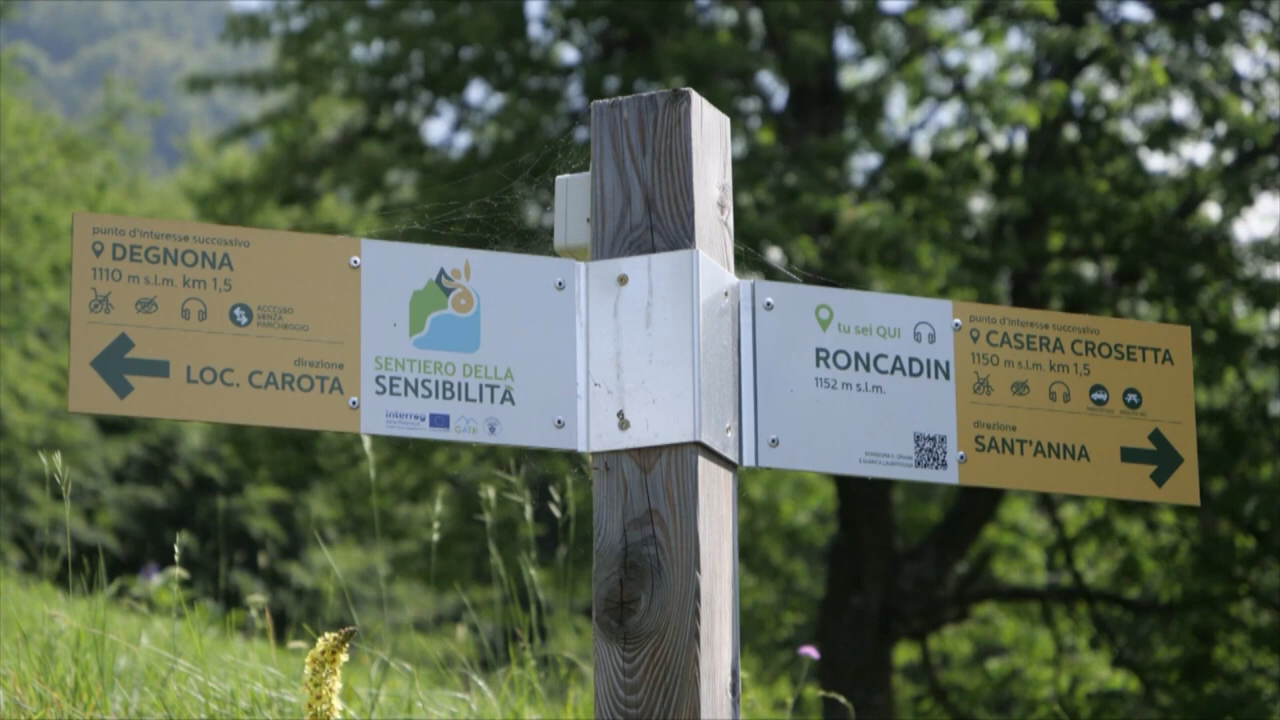 punto d'interesse successivo
DEGNONA
1110 m s.l.m. km 1,5
ACCESSO
SENZA
PARCHEGGIO
direzione
LOC. CAROTA
SENTIERO DELLA
SENSIBILITÀ
interreg
GATE
tu sei QUI
RONCADIN
1152 m s.l.m.
punto d'interesse successivo
CASERA CROSETTA
1150 m s.l.m. km 1,5
direzione
SANT'ANNA